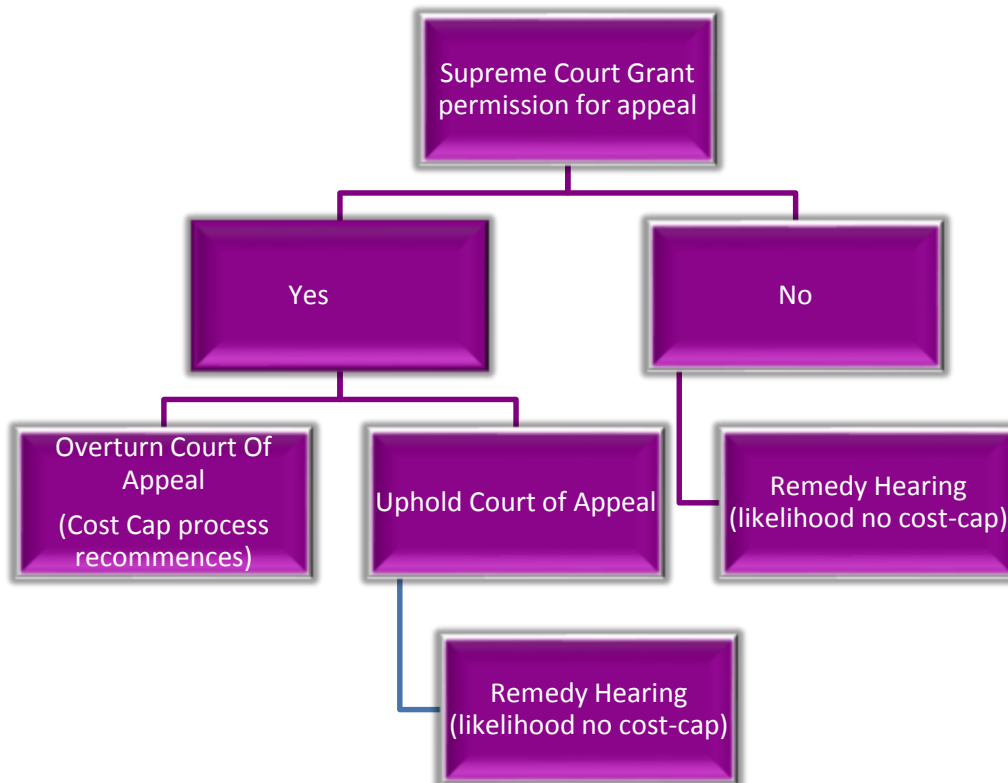 Supreme Court Grant
permission for appeal
Yes
No
Overturn Court Of
Appeal
(Cost Cap process
recommences)
Uphold Court of Appeal
Remedy Hearing
(likelihood no cost-cap)
Remedy Hearing
(likelihood no cost-cap)